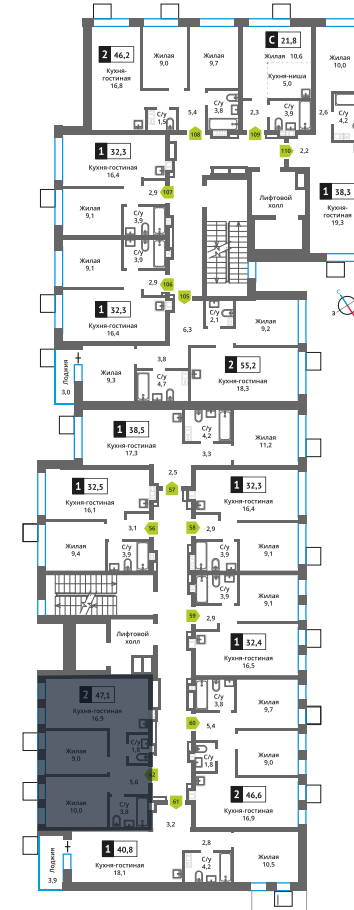 2 46,2
Кухня-
гостиная
16,8
Жилая
9,0
Жилая
9,7
С 21,8
Жилая 10,6
Кухня-ниша
5,0
Жилая
10,0
С/у
1,5
5,4
С/у
3,8
2,3
С/у
3,9
2,6
С/у
4,2
108
109
110
2,2
1 32,3
Кухня-гостиная
16,4
2,9
107
Жилая
9,1
С/у
3,9
Лифтовой
холл
1 38,3
Кухня-
гостиная
19,3
Жилая
9,1
С/у
3,9
2,9
106
105
1 32,3
Кухня-гостиная
16,4
6,3
С/у
2,1
Жилая
9,2
С
З
Лоджия
3,0
Жилая
9,3
3,8
С/у
4,7
2 55,2
Кухня-гостиная
18,3
1 38,5
Кухня-гостиная
17,3
С/у
4,2
3,3
Жилая
11,2
2,5
57
1 32,5
Кухня-гостиная
16,1
1 32,3
Кухня-гостиная
16,4
3,1
56
58
2,9
Жилая
9,4
С/у
3,9
С/у
3,9
Жилая
9,1
С/у
3,9
Жилая
9,1
59
2,9
Лифтовой
холл
1 32,4
Кухня-гостиная
16,5
2 47,1
Кухня-гостиная
16,9
С/у
3,8
Жилая
9,7
60
5,4
С/у
1,8
Жилая
9,0
С/у
1,8
Жилая
9,0
5,6
62
Жилая
10,0
С/у
3,8
61
2 46,6
Кухня-гостиная
16,9
3,2
Лоджия
3,9
1 40,8
Кухня-гостиная
18,1
2,8
С/у
4,2
Жилая
10,5